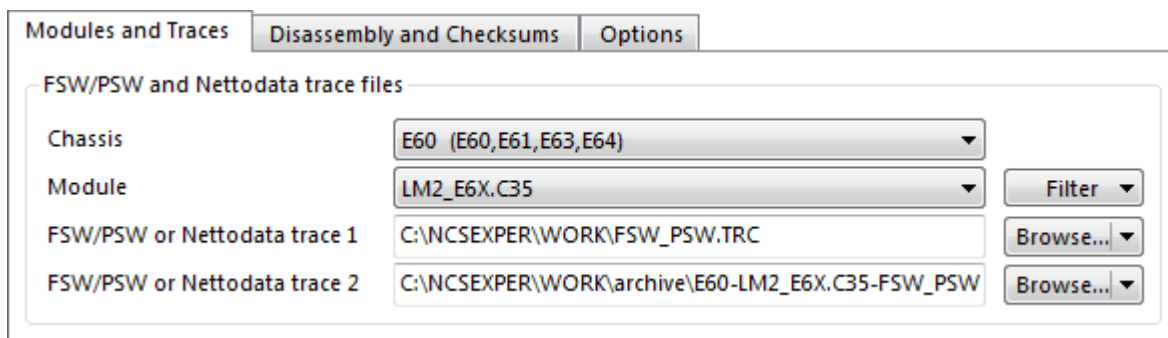 Modules and Traces Disassembly and Checksums Options
FSW/PSW and Nettodata trace files
Chassis E60 (E60,E61,E63,E64)
Module LM2_E6X.C35 Filter
FSW/PSW or Nettodata trace 1 C:\NCSEXPER\WORK\FSW_PSW.TRC Browse...
FSW/PSW or Nettodata trace 2 C:\NCSEXPER\WORK\archive\E60-LM2_E6X.C35-FSW_PSW Browse...